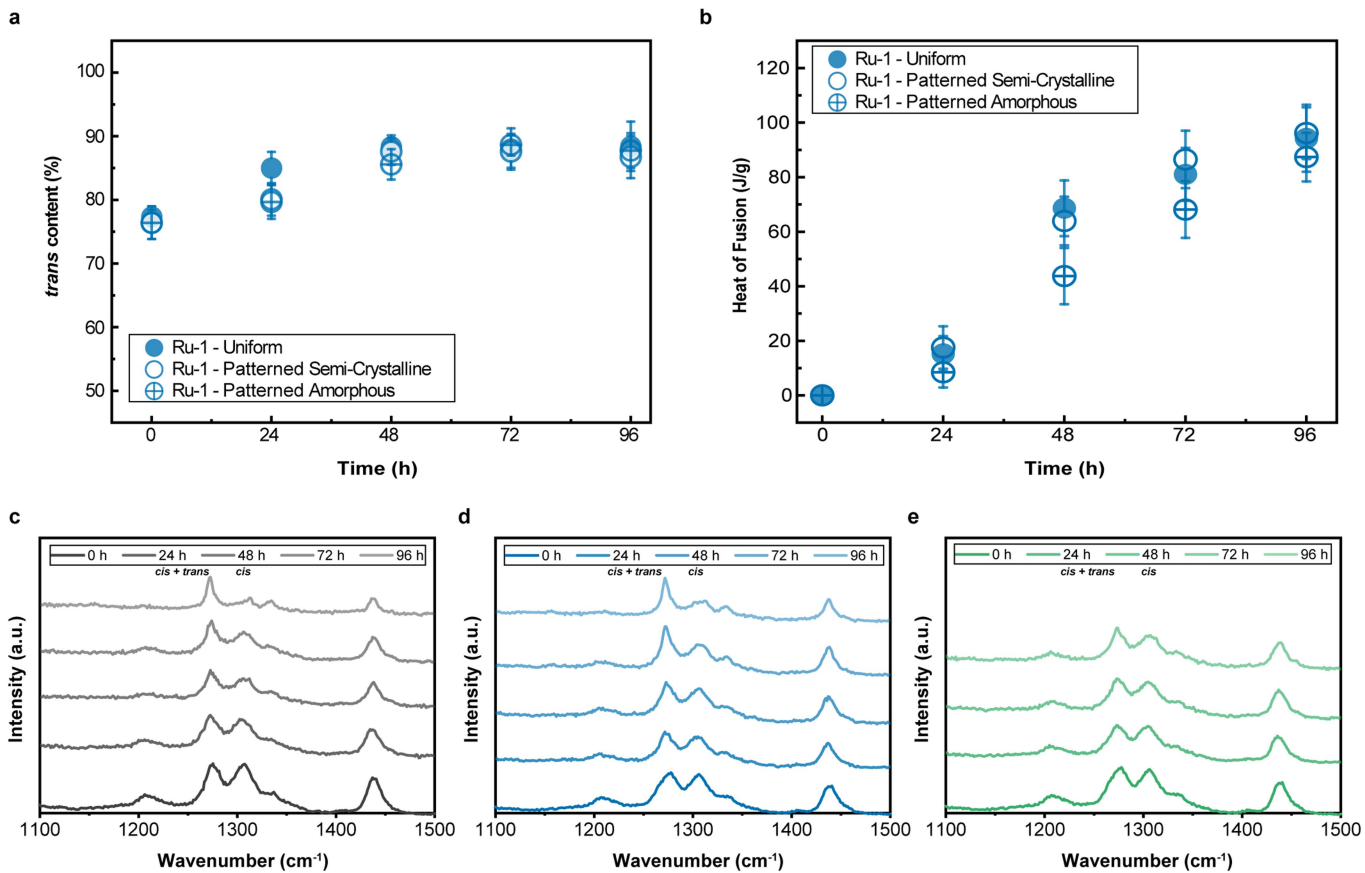 a
100
90
80
70
60
50
trans content (%)
Ru-1 - Uniform
Ru-1 - Patterned Semi-Crystalline
Ru-1 - Patterned Amorphous
0 24 48 72 96
Time (h)
b
120
100
80
60
40
20
0
Heat of Fusion (J/g)
Ru-1 - Uniform
Ru-1 - Patterned Semi-Crystalline
Ru-1 - Patterned Amorphous
0 24 48 72 96
Time (h)
c
0 h 24 h 48 h 72 h 96 h
cis + trans cis
Intensity (a.u.)
1100 1200 1300 1400 1500
Wavenumber (cm⁻¹)
d
0 h 24 h 48 h 72 h 96 h
cis + trans cis
Intensity (a.u.)
1100 1200 1300 1400 1500
Wavenumber (cm⁻¹)
e
0 h 24 h 48 h 72 h 96 h
cis + trans cis
Intensity (a.u.)
1100 1200 1300 1400 1500
Wavenumber (cm⁻¹)